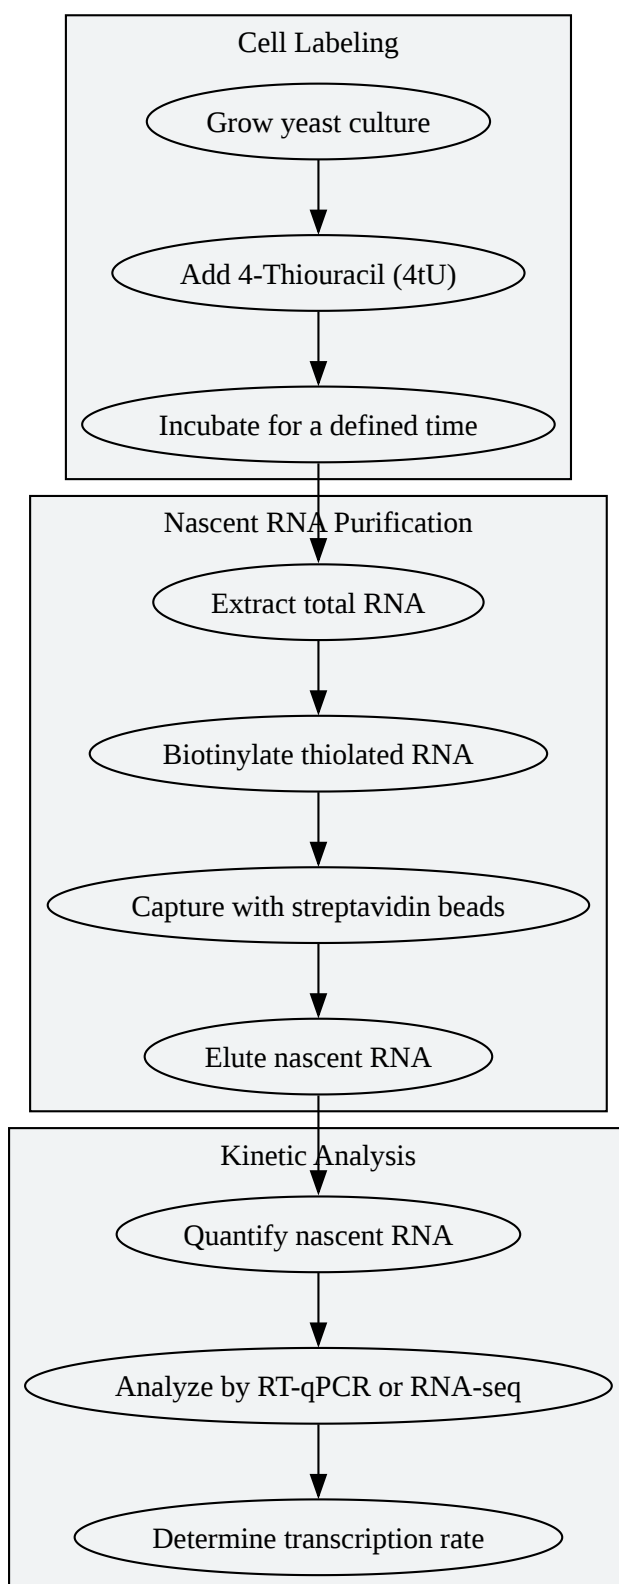 Cell Labeling
Grow yeast culture
Add 4-Thiouracil (4tU)
Incubate for a defined time
Nascent RNA Purification
Extract total RNA
Biotinylate thiolated RNA
Capture with streptavidin beads
Elute nascent RNA
Kinetic Analysis
Quantify nascent RNA
Analyze by RT-qPCR or RNA-seq
Determine transcription rate